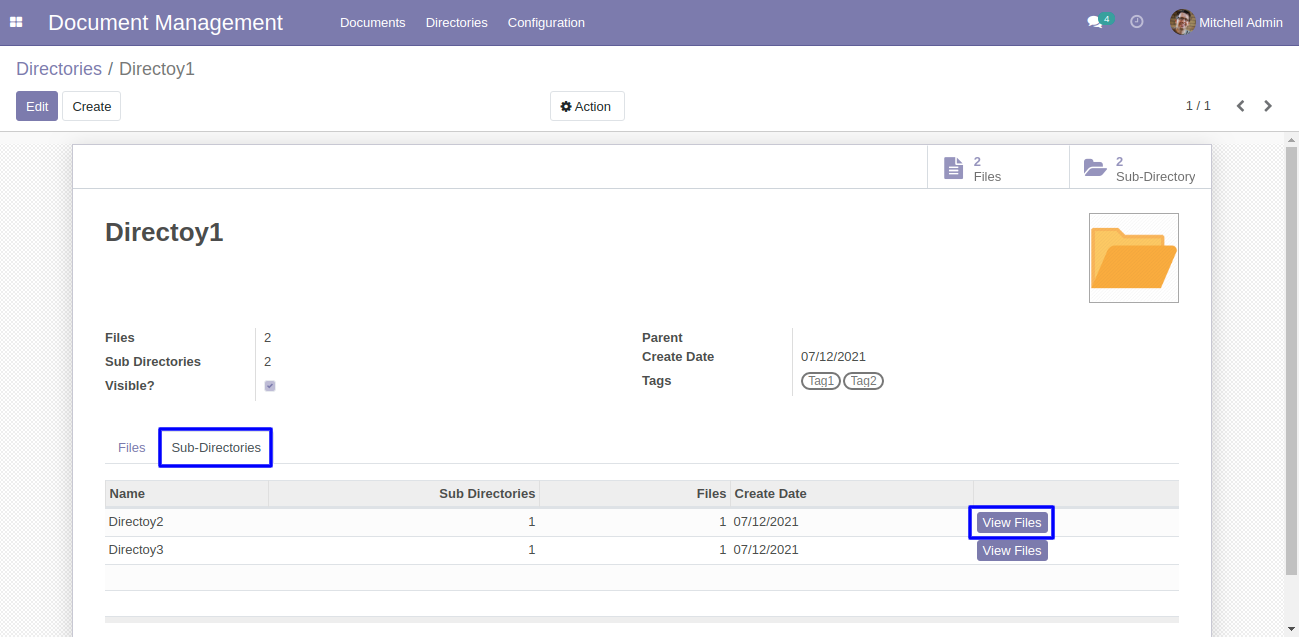 Document Management Documents Directories Configuration 4 Mitchell Admin
Directories / Directoy1
Edit Create Action 1 / 1
2
Files
2
Sub-Directory
Directoy1
Files 2
Sub Directories 2
Visible?
Parent
Create Date 07/12/2021
Tags Tag1 Tag2
Files Sub-Directories
Name Sub Directories Files Create Date
Directoy2 1 1 07/12/2021 View Files
Directoy3 1 1 07/12/2021 View Files